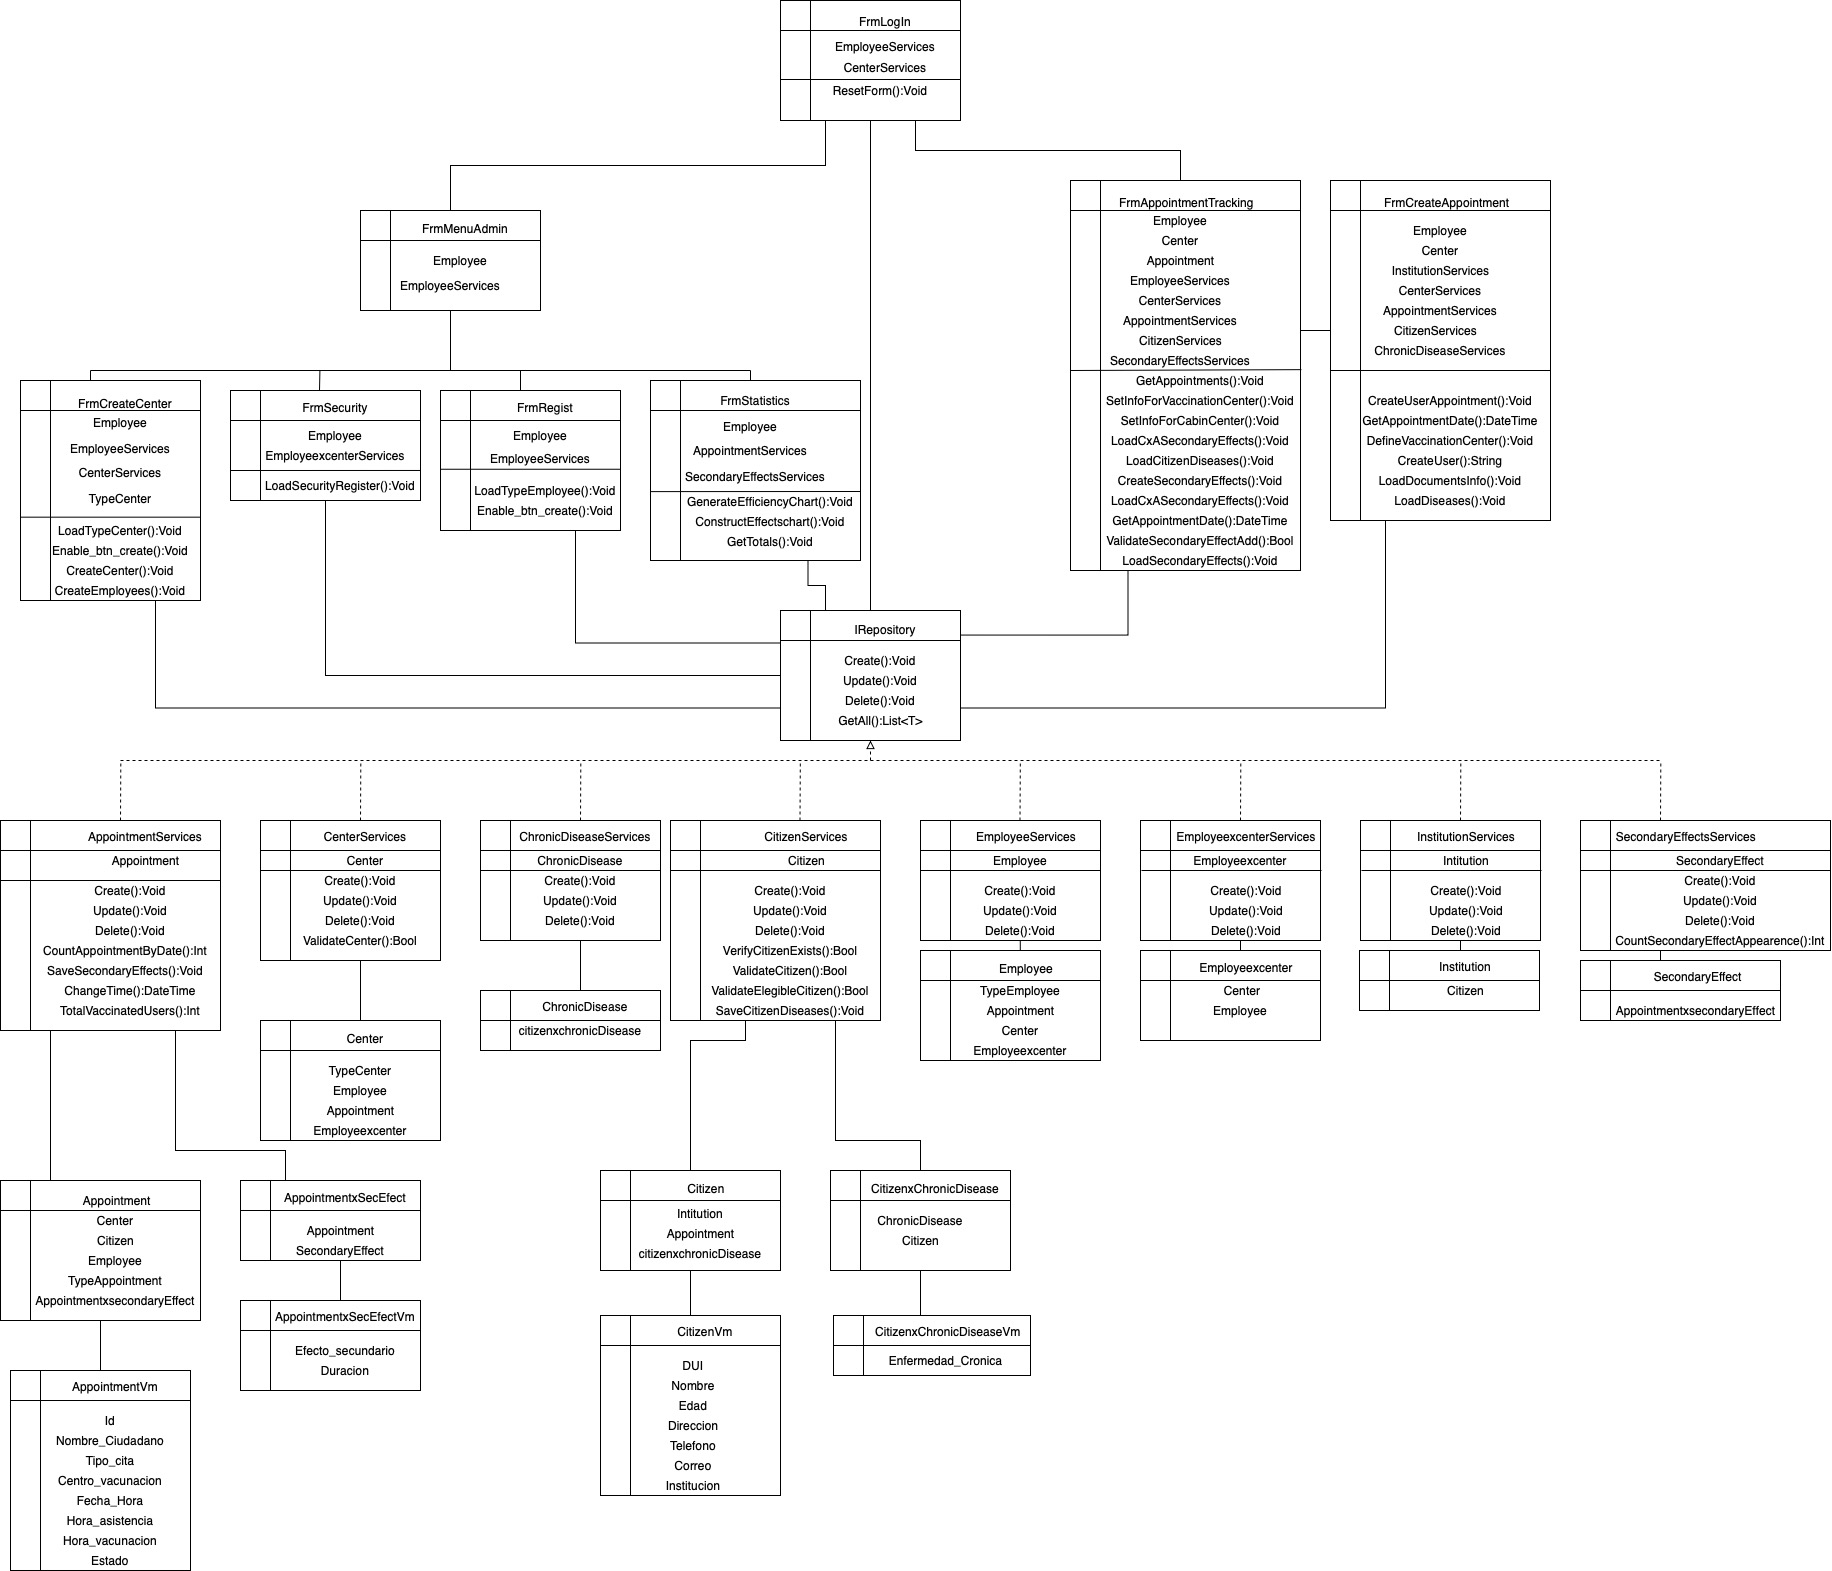 FrmLogIn
EmployeeServices
CenterServices
ResetForm():Void
FrmMenuAdmin
Employee
EmployeeServices
FrmAppointmentTracking
Employee
Center
Appointment
EmployeeServices
CenterServices
AppointmentServices
CitizenServices
SecondaryEffectsServices
GetAppointments():Void
SetInfoForVaccinationCenter():Void
SetInfoForCabinCenter():Void
LoadCxASecondaryEffects():Void
LoadCitizenDiseases():Void
CreateSecondaryEffects():Void
LoadCxASecondaryEffects():Void
GetAppointmentDate():DateTime
ValidateSecondaryEffectAdd():Bool
LoadSecondaryEffects():Void
FrmCreateAppointment
Employee
Center
InstitutionServices
CenterServices
AppointmentServices
CitizenServices
ChronicDiseaseServices
CreateUserAppointment():Void
GetAppointmentDate():DateTime
DefineVaccinationCenter():Void
CreateUser():String
LoadDocumentsInfo():Void
LoadDiseases():Void
FrmCreateCenter
Employee
EmployeeServices
CenterServices
TypeCenter
LoadTypeCenter():Void
Enable_btn_create():Void
CreateCenter():Void
CreateEmployees():Void
FrmSecurity
Employee
EmployeexcenterServices
LoadSecurityRegister():Void
FrmRegist
Employee
EmployeeServices
LoadTypeEmployee():Void
Enable_btn_create():Void
FrmStatistics
Employee
AppointmentServices
SecondaryEffectsServices
GenerateEfficiencyChart():Void
ConstructEffectschart():Void
GetTotals():Void
IRepository
Create():Void
Update():Void
Delete():Void
GetAll():List<T>
AppointmentServices
Appointment
Create():Void
Update():Void
Delete():Void
CountAppointmentByDate():Int
SaveSecondaryEffects():Void
ChangeTime():DateTime
TotalVaccinatedUsers():Int
CenterServices
Center
Create():Void
Update():Void
Delete():Void
ValidateCenter():Bool
ChronicDiseaseServices
ChronicDisease
Create():Void
Update():Void
Delete():Void
CitizenServices
Citizen
Create():Void
Update():Void
Delete():Void
VerifyCitizenExists():Bool
ValidateCitizen():Bool
ValidateElegibleCitizen():Bool
SaveCitizenDiseases():Void
EmployeeServices
Employee
Create():Void
Update():Void
Delete():Void
EmployeexcenterServices
Employeexcenter
Create():Void
Update():Void
Delete():Void
InstitutionServices
Intitution
Create():Void
Update():Void
Delete():Void
SecondaryEffectsServices
SecondaryEffect
Create():Void
Update():Void
Delete():Void
CountSecondaryEffectAppearence():Int
Center
TypeCenter
Employee
Appointment
Employeexcenter
ChronicDisease
citizenxchronicDisease
Employee
TypeEmployee
Appointment
Center
Employeexcenter
Employeexcenter
Center
Employee
Institution
Citizen
SecondaryEffect
AppointmentxsecondaryEffect
Appointment
Center
Citizen
Employee
TypeAppointment
AppointmentxsecondaryEffect
AppointmentxSecEfect
Appointment
SecondaryEffect
Citizen
Intitution
Appointment
citizenxchronicDisease
CitizenxChronicDisease
ChronicDisease
Citizen
AppointmentVm
Id
Nombre_Ciudadano
Tipo_cita
Centro_vacunacion
Fecha_Hora
Hora_asistencia
Hora_vacunacion
Estado
AppointmentxSecEfectVm
Efecto_secundario
Duracion
CitizenVm
DUI
Nombre
Edad
Direccion
Telefono
Correo
Institucion
CitizenxChronicDiseaseVm
Enfermedad_Cronica